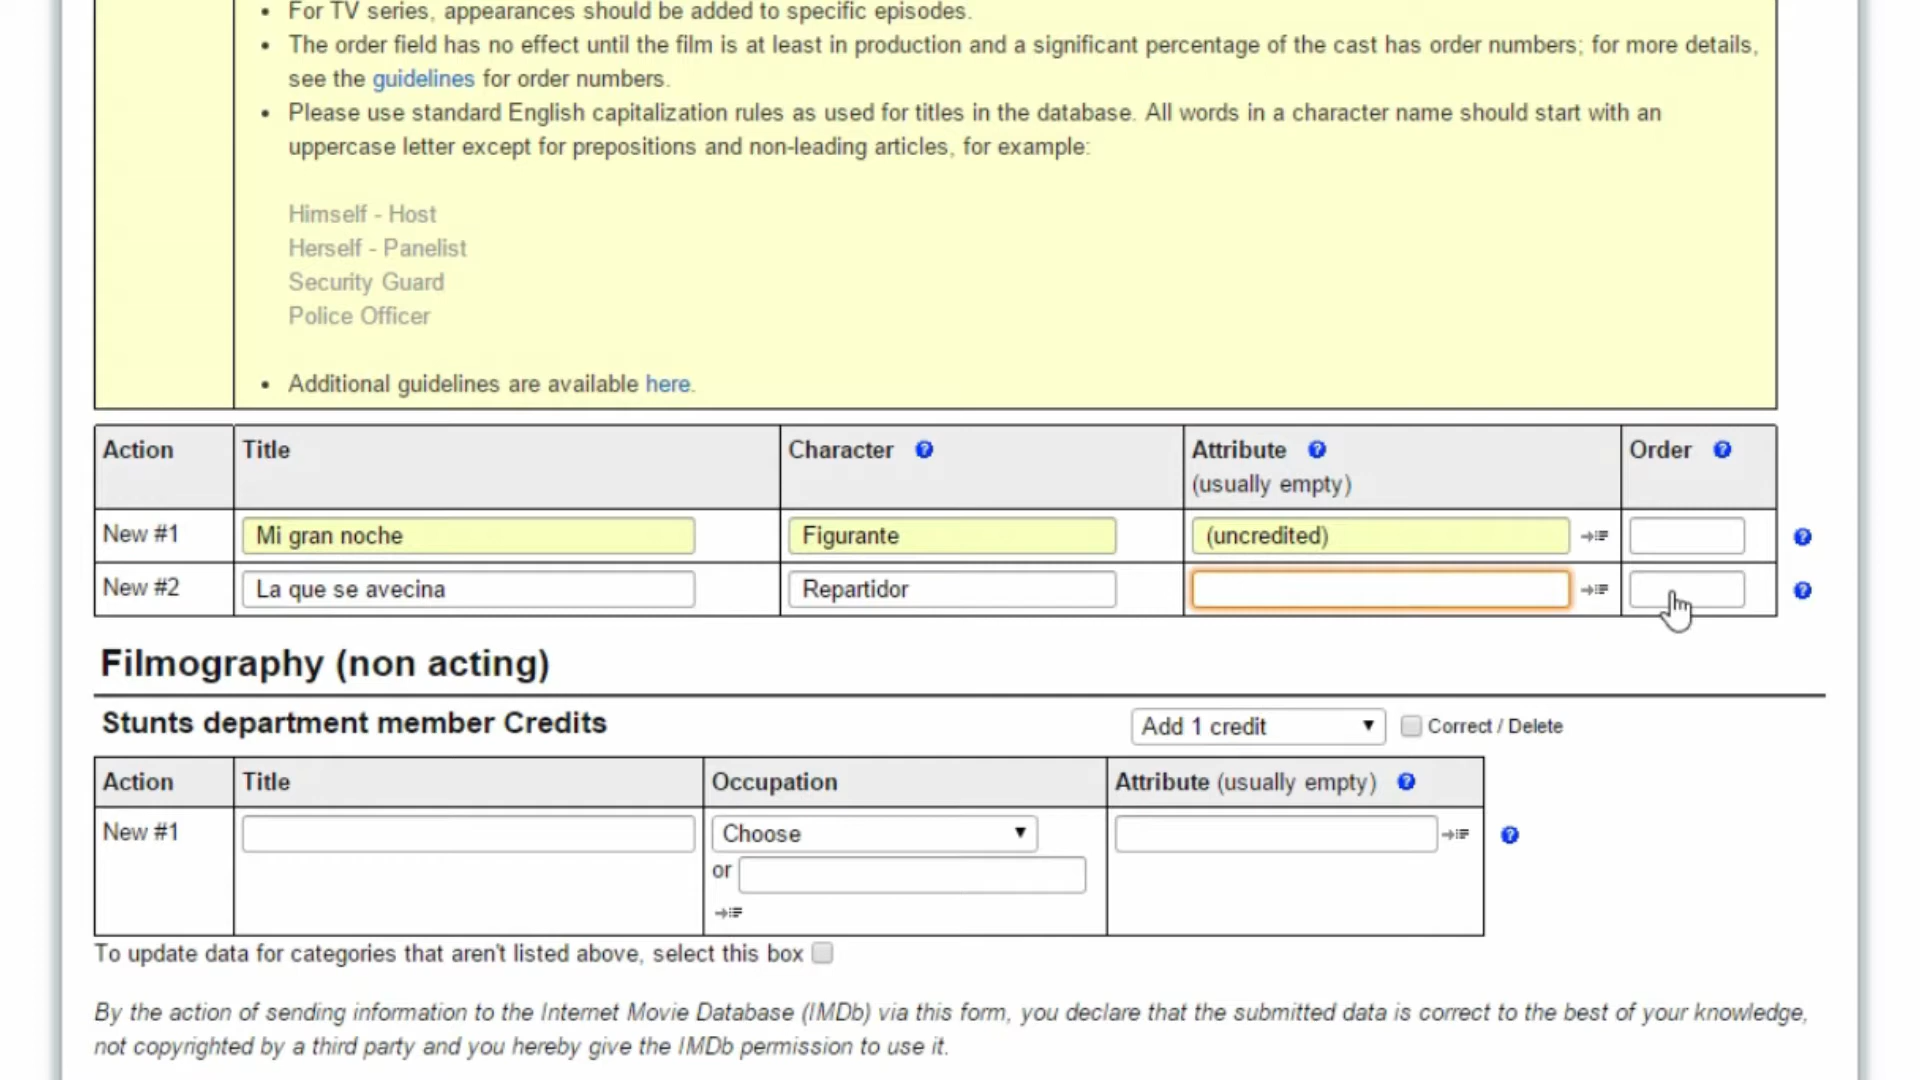 • For TV series, appearances should be added to specific episodes.
• The order field has no effect until the film is at least in production and a significant percentage of the cast has order numbers; for more details,
see the guidelines for order numbers.
• Please use standard English capitalization rules as used for titles in the database. All words in a character name should start with an
uppercase letter except for prepositions and non-leading articles, for example:
Himself - Host
Herself - Panelist
Security Guard
Police Officer
• Additional guidelines are available here.
Action Title Character ? Attribute ? Order ?
(usually empty)
New #1 Mi gran noche Figurante (uncredited) ?
New #2 La que se avecina Repartidor ?
Filmography (non acting)
Stunts department member Credits Add 1 credit Correct / Delete
Action Title Occupation Attribute (usually empty) ?
New #1 Choose ?
or
To update data for categories that aren't listed above, select this box
By the action of sending information to the Internet Movie Database (IMDb) via this form, you declare that the submitted data is correct to the best of your knowledge,
not copyrighted by a third party and you hereby give the IMDb permission to use it.